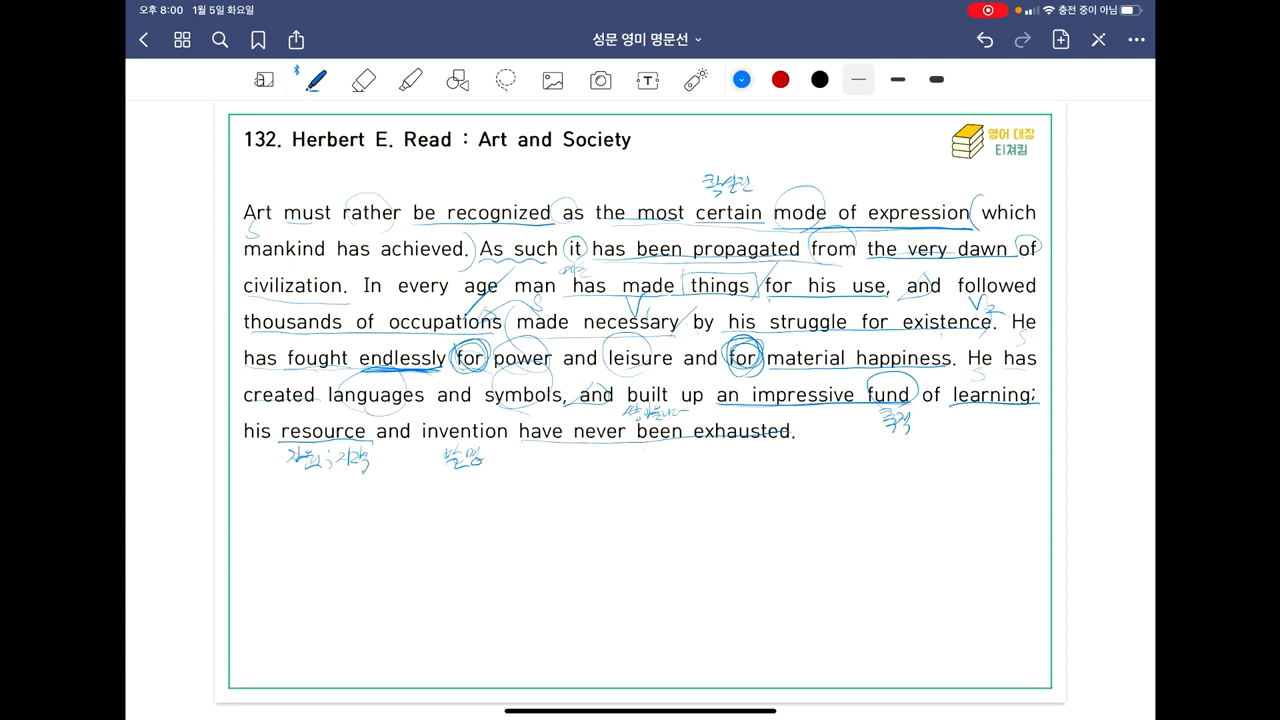 오후 8:00 1월 5일 화요일
충전 중이 아님
성문 영미 명문선
132. Herbert E. Read : Art and Society
영어 대장
티쳐킴
확실한
Art must rather be recognized as the most certain mode of expression which
S
mankind has achieved. As such it has been propagated from the very dawn of
예술
civilization. In every age man has made things for his use, and followed
S V1 V2
thousands of occupations made necessary by his struggle for existence. He
S
has fought endlessly for power and leisure and for material happiness. He has
S
created languages and symbols, and built up an impressive fund of learning;
축적
his resource and invention have never been exhausted.
발명